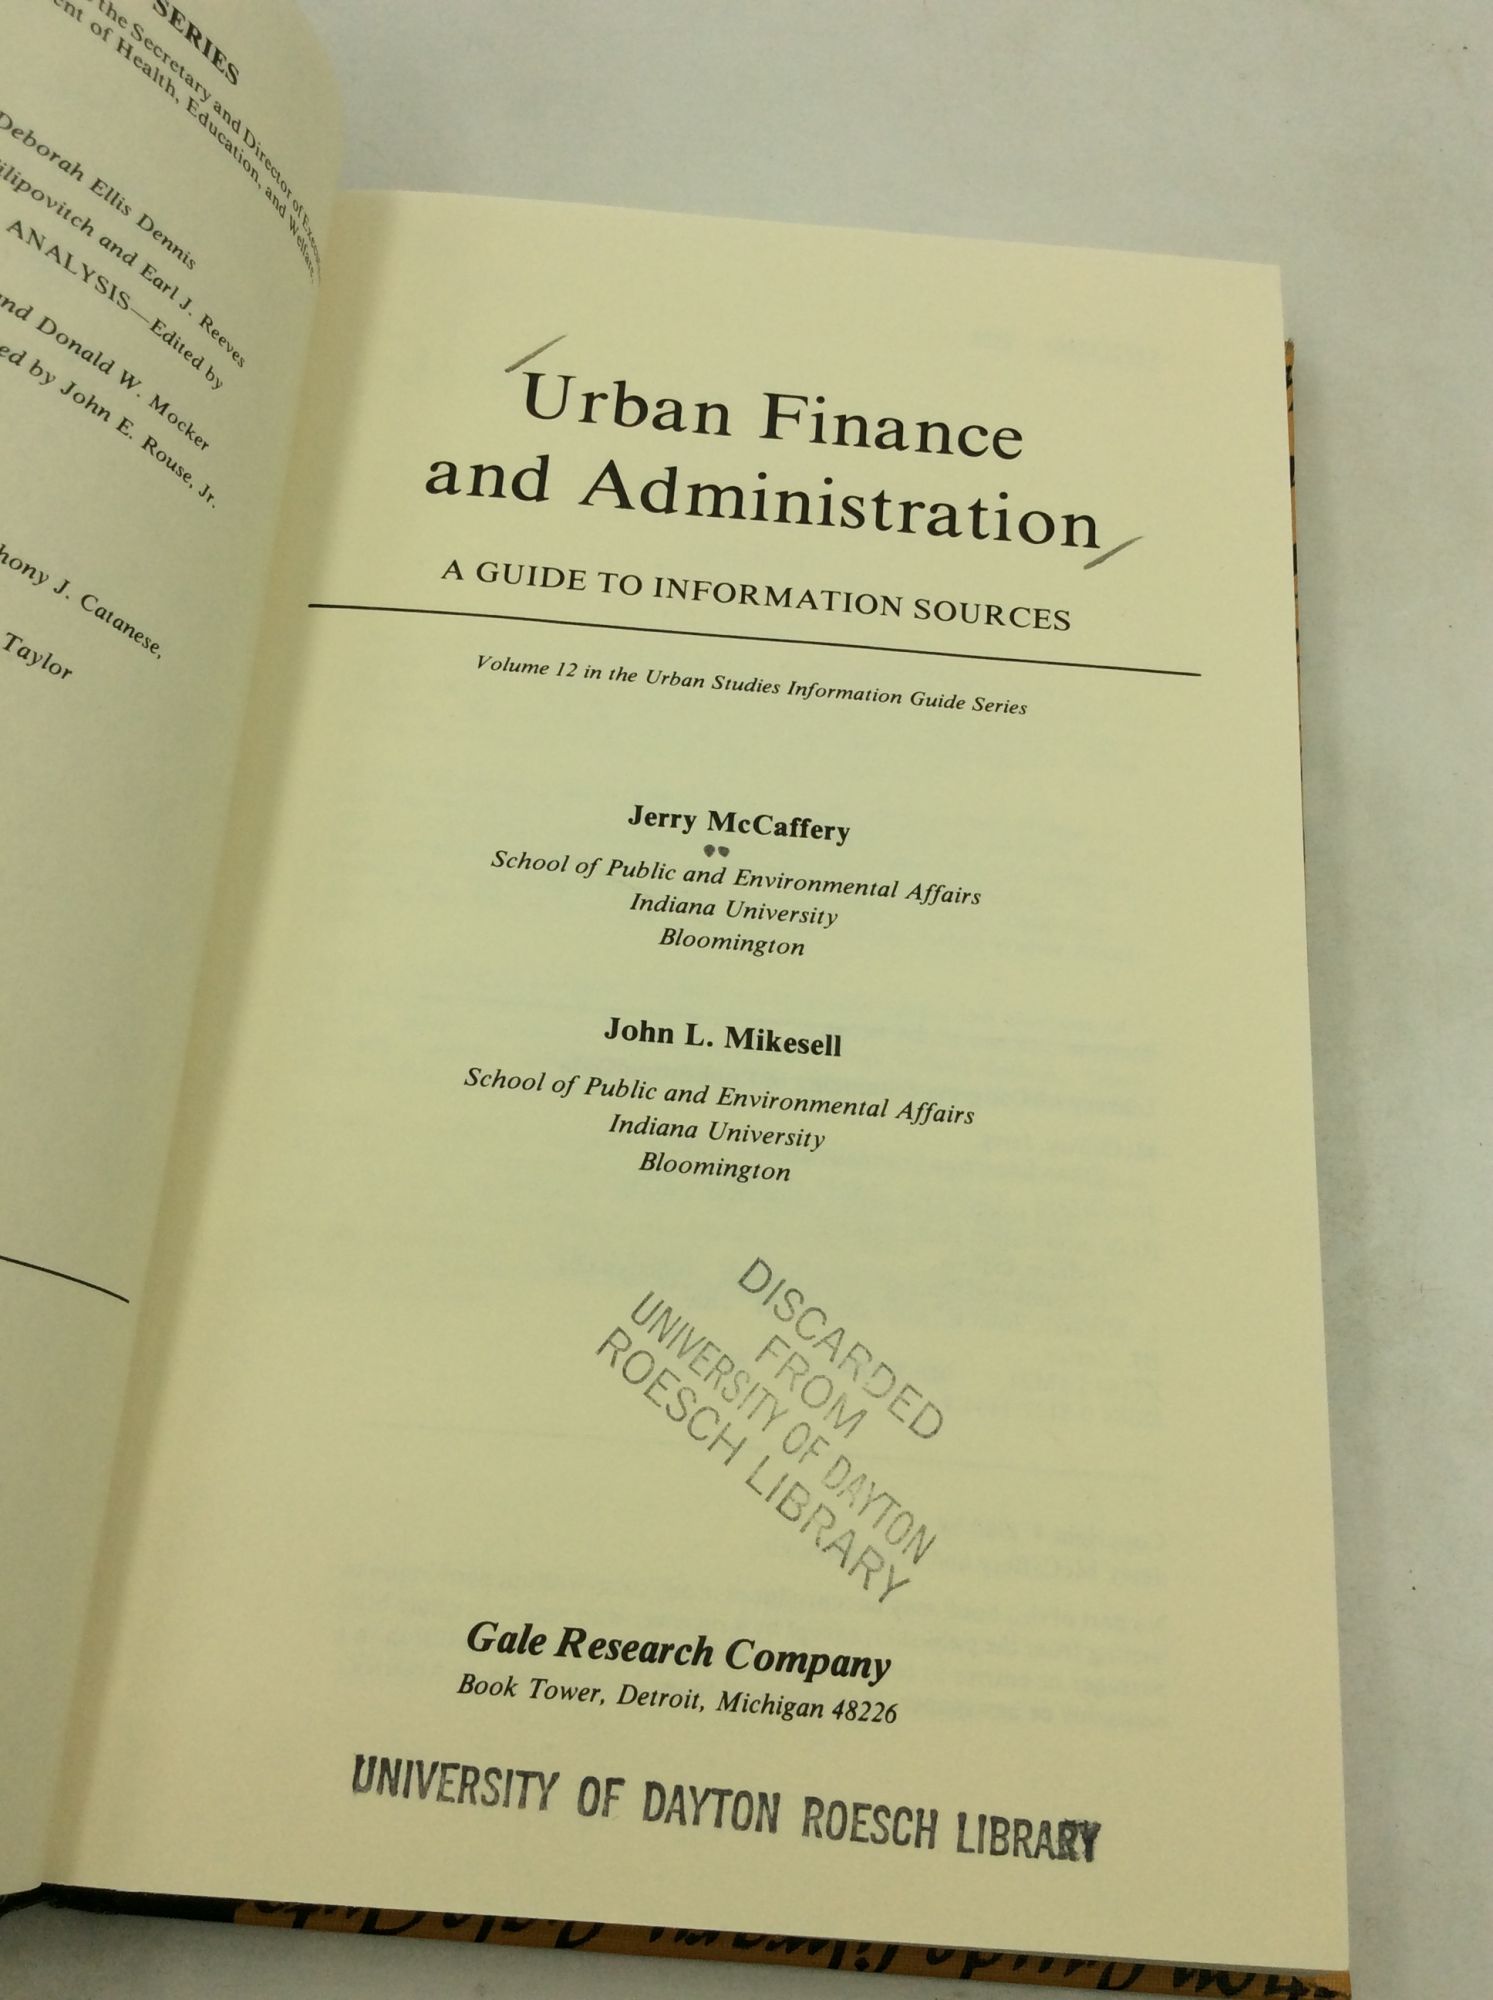 SERIES
the Secretary and Director of
ent of Health, Education, and Welfare,
Deborah Ellis Dennis
ilipovitch and Earl J. Reeves
ANALYSIS—Edited by
and Donald W. Mocker
ed by John E. Rouse, Jr.
hony J. Catanese,
Taylor
Urban Finance
and Administration
A GUIDE TO INFORMATION SOURCES
Volume 12 in the Urban Studies Information Guide Series
Jerry McCaffery
School of Public and Environmental Affairs
Indiana University
Bloomington
John L. Mikesell
School of Public and Environmental Affairs
Indiana University
Bloomington
DISCARDED
FROM
UNIVERSITY OF DAYTON
ROESCH LIBRARY
Gale Research Company
Book Tower, Detroit, Michigan 48226
UNIVERSITY OF DAYTON ROESCH LIBRARY